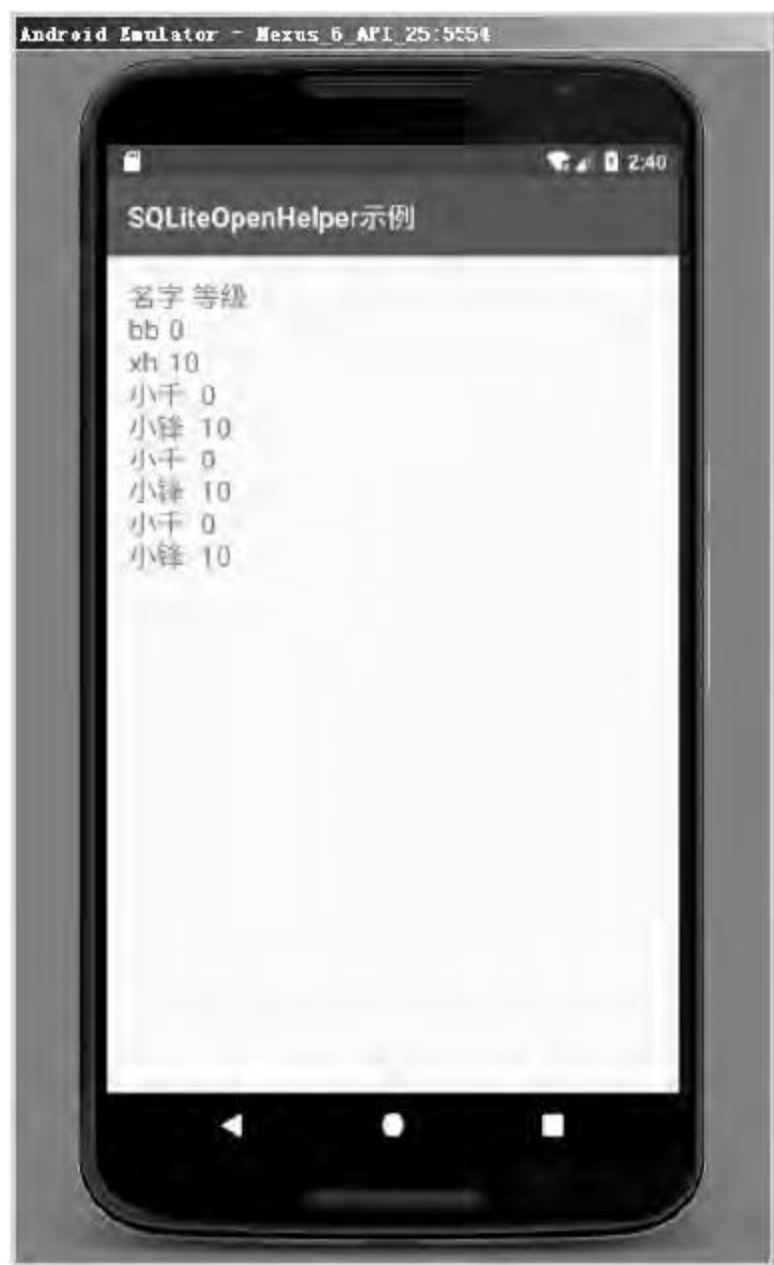 Android Emulator - Nexus_6_API_25:5554
2:40
SQLiteOpenHelper示例
名字 等级
bb 0
xh 10
小千 0
小锋 10
小千 0
小锋 10
小千 0
小锋 10